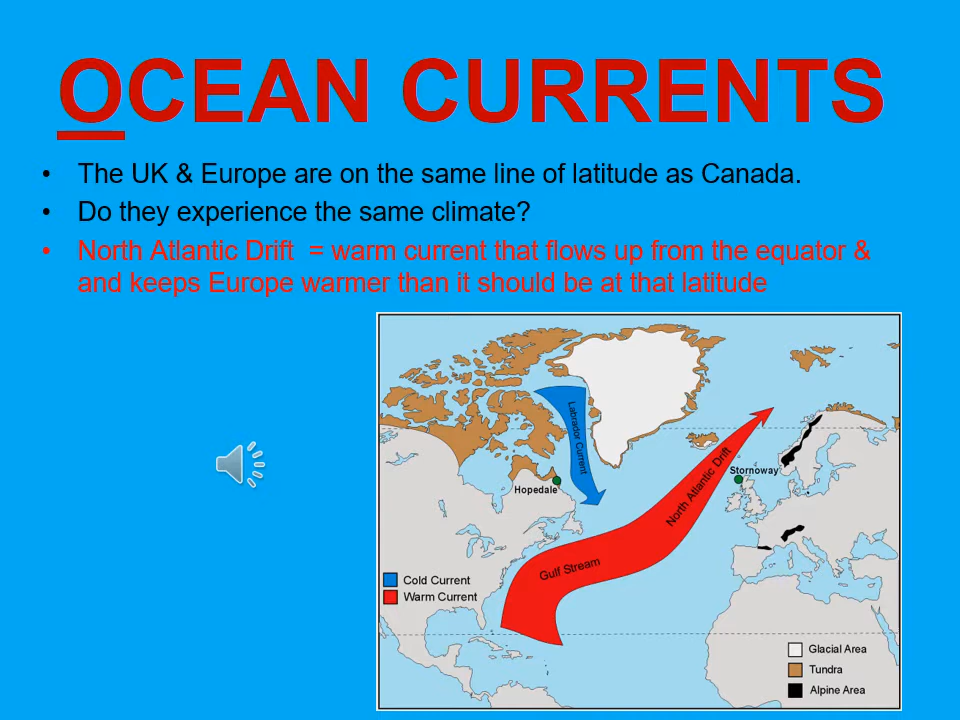 OCEAN CURRENTS
• The UK & Europe are on the same line of latitude as Canada.
• Do they experience the same climate?
• North Atlantic Drift = warm current that flows up from the equator &
and keeps Europe warmer than it should be at that latitude
Labrador Current
North Atlantic Drift
Stornoway
Hopedale
Gulf Stream
Cold Current
Warm Current
Glacial Area
Tundra
Alpine Area